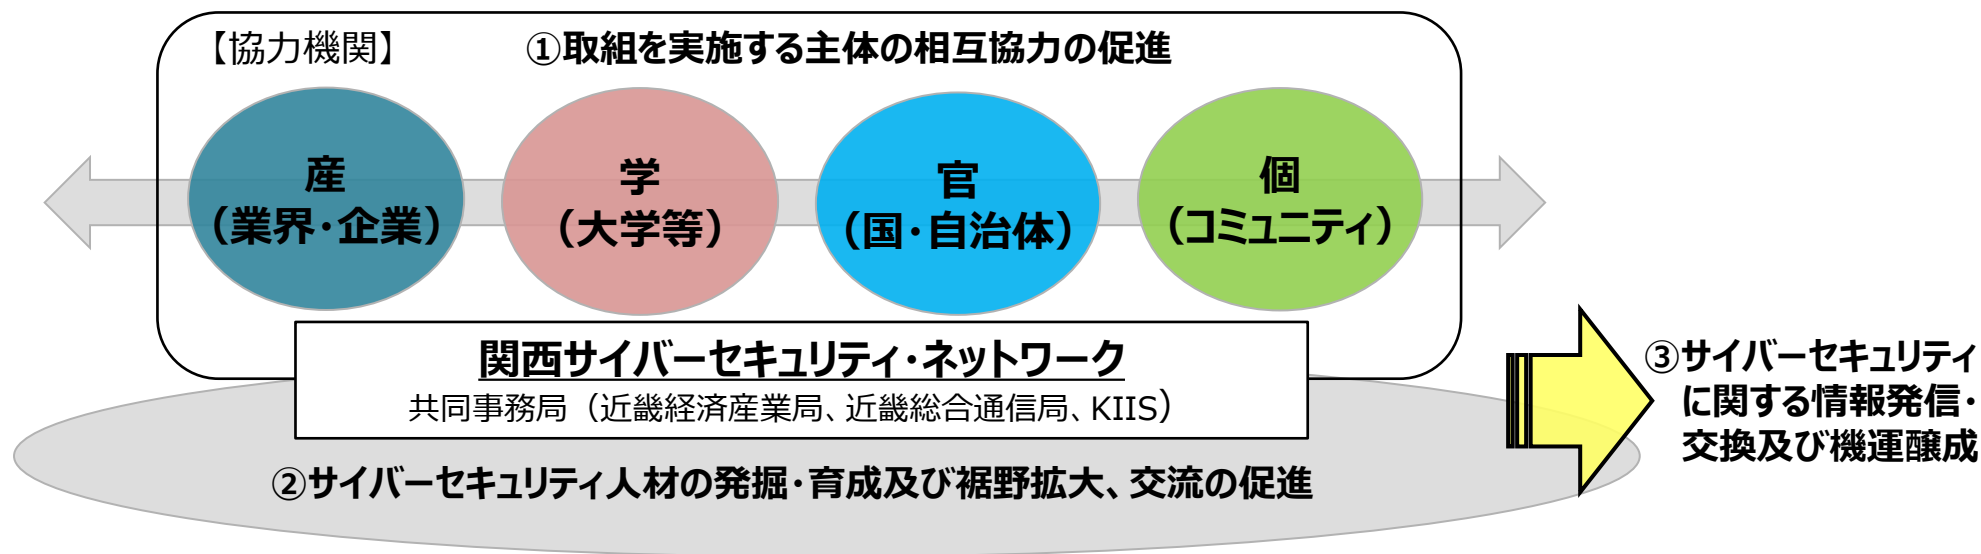 【協力機関】
①取組を実施する主体の相互協力の促進
産
（業界・企業）
学
（大学等）
官
（国・自治体）
個
（コミュニティ）
関西サイバーセキュリティ・ネットワーク
共同事務局（近畿経済産業局、近畿総合通信局、KIIS）
②サイバーセキュリティ人材の発掘・育成及び裾野拡大、交流の促進
③サイバーセキュリティ
に関する情報発信・
交換及び機運醸成